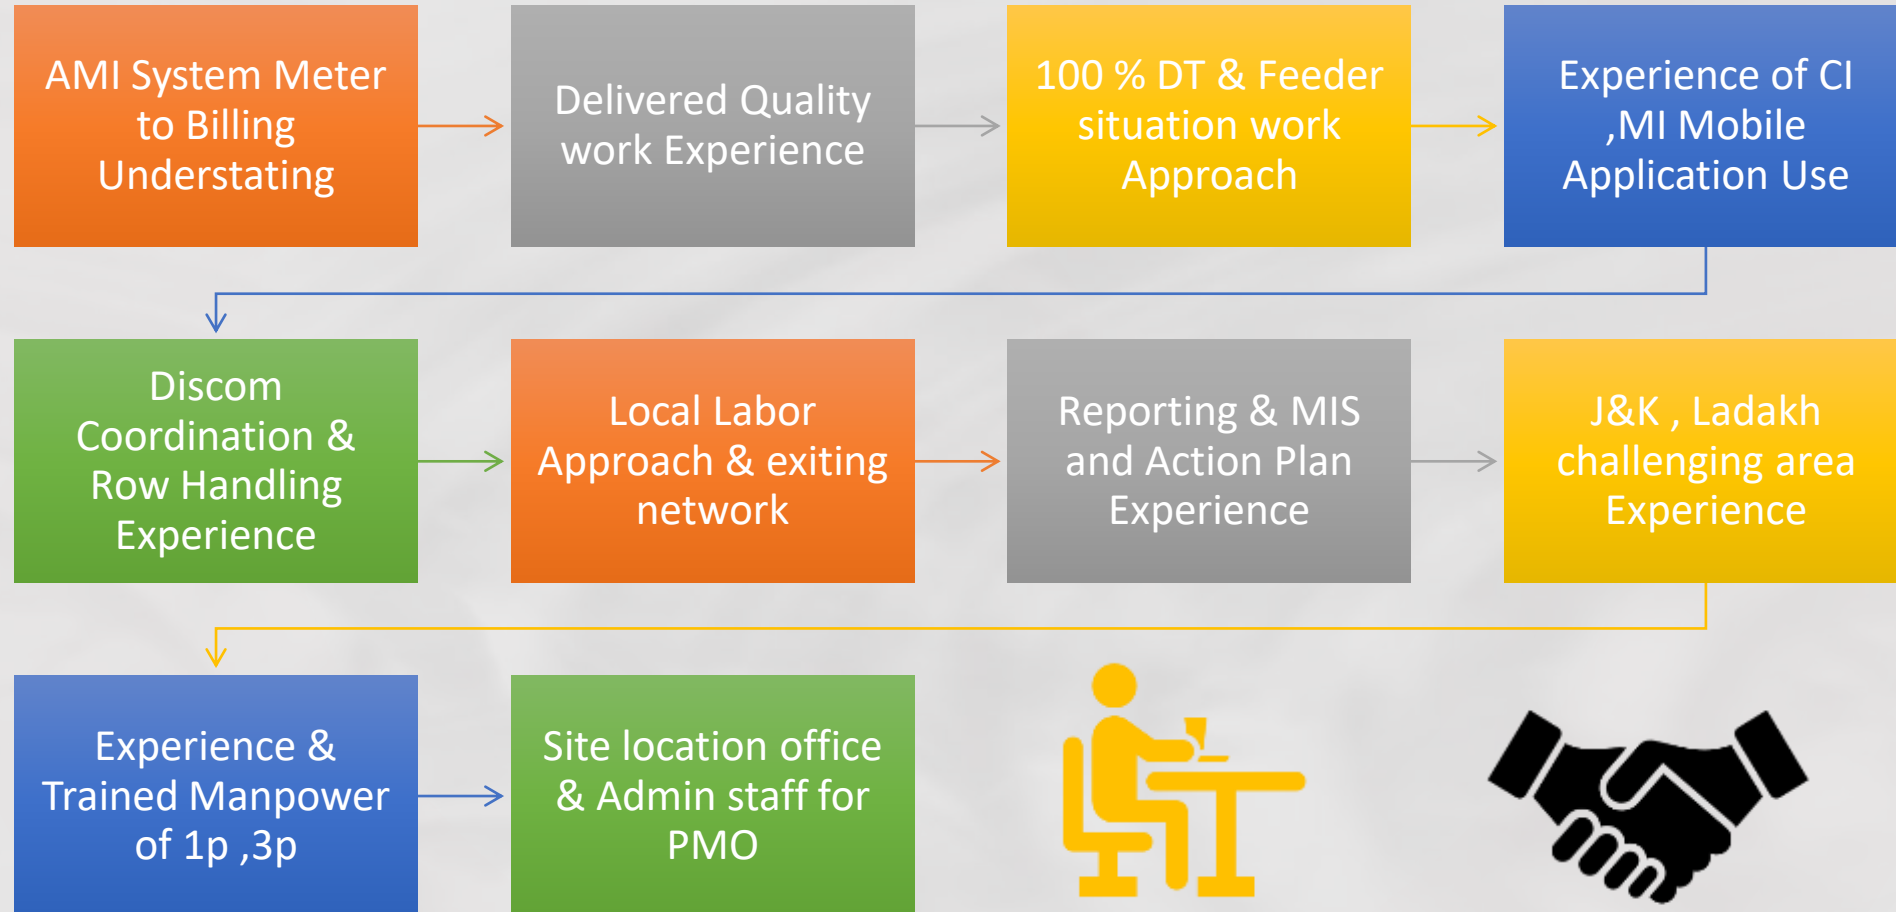 AMI System Meter
to Billing
Understating
Delivered Quality
work Experience
100 % DT & Feeder
situation work
Approach
Experience of CI
,MI Mobile
Application Use
Discom
Coordination &
Row Handling
Experience
Local Labor
Approach & exiting
network
Reporting & MIS
and Action Plan
Experience
J&K , Ladakh
challenging area
Experience
Experience &
Trained Manpower
of 1p ,3p
Site location office
& Admin staff for
PMO